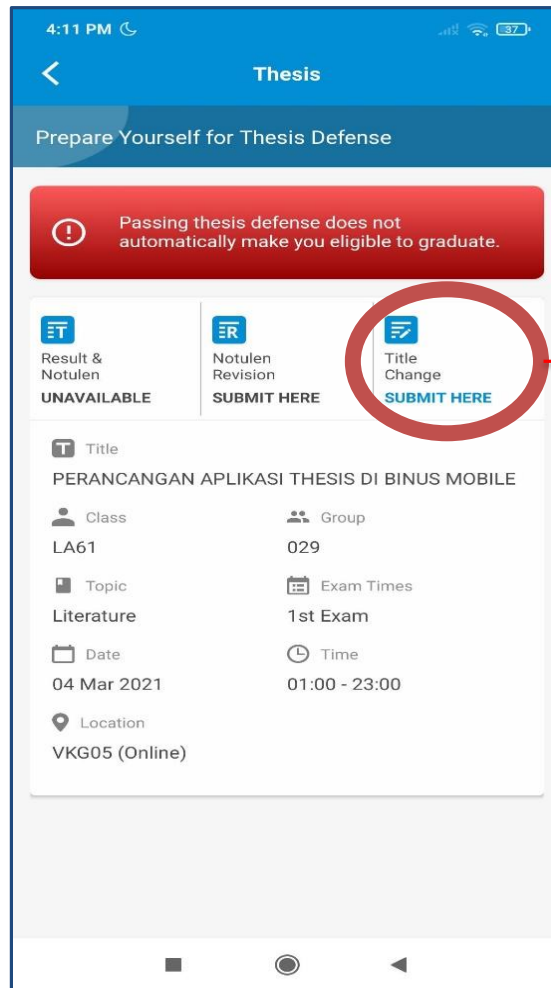 4:11 PM 37
Thesis
Prepare Yourself for Thesis Defense
Passing thesis defense does not
automatically make you eligible to graduate.
Result &
Notulen
UNAVAILABLE
Notulen
Revision
SUBMIT HERE
Title
Change
SUBMIT HERE
Title
PERANCANGAN APLIKASI THESIS DI BINUS MOBILE
Class
LA61
Group
029
Topic
Literature
Exam Times
1st Exam
Date
04 Mar 2021
Time
01:00 - 23:00
Location
VKG05 (Online)